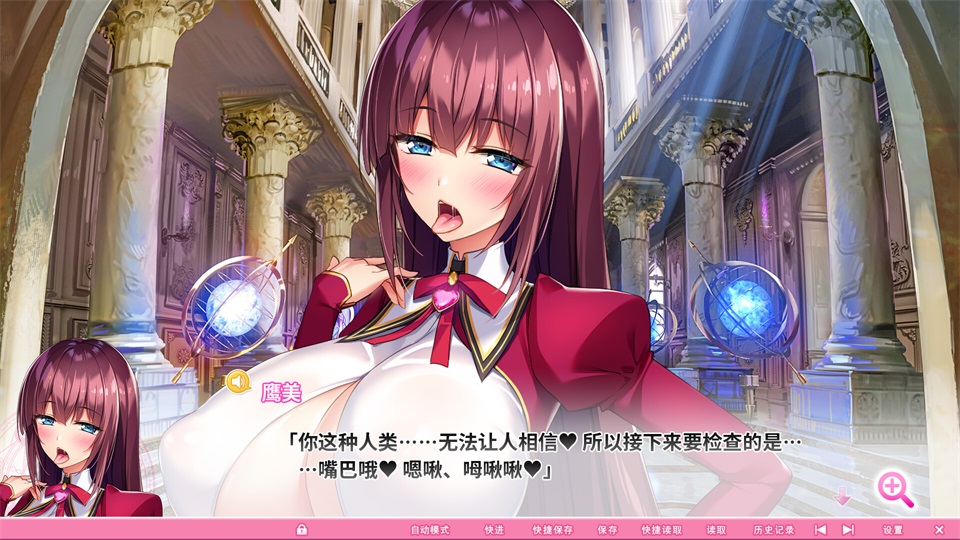 鹰美
「你这种人类……无法让人相信♥ 所以接下来要检查的是…
…嘴巴哦♥ 嗯啾、母啾啾♥」
自动模式 快进 快捷保存 保存 快捷读取 读取 历史记录 设置